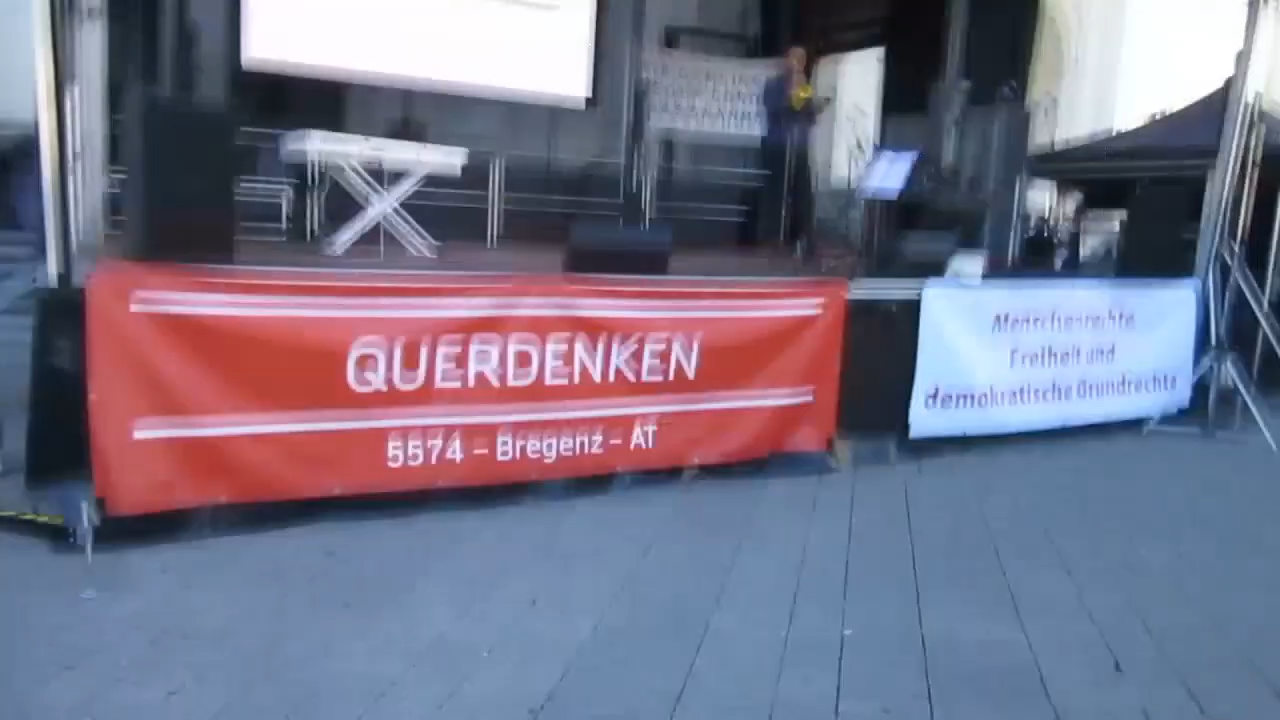 QUERDENKEN
5574 – Bregenz – AT
Menschenrechte
Freiheit und
demokratische Grundrechte